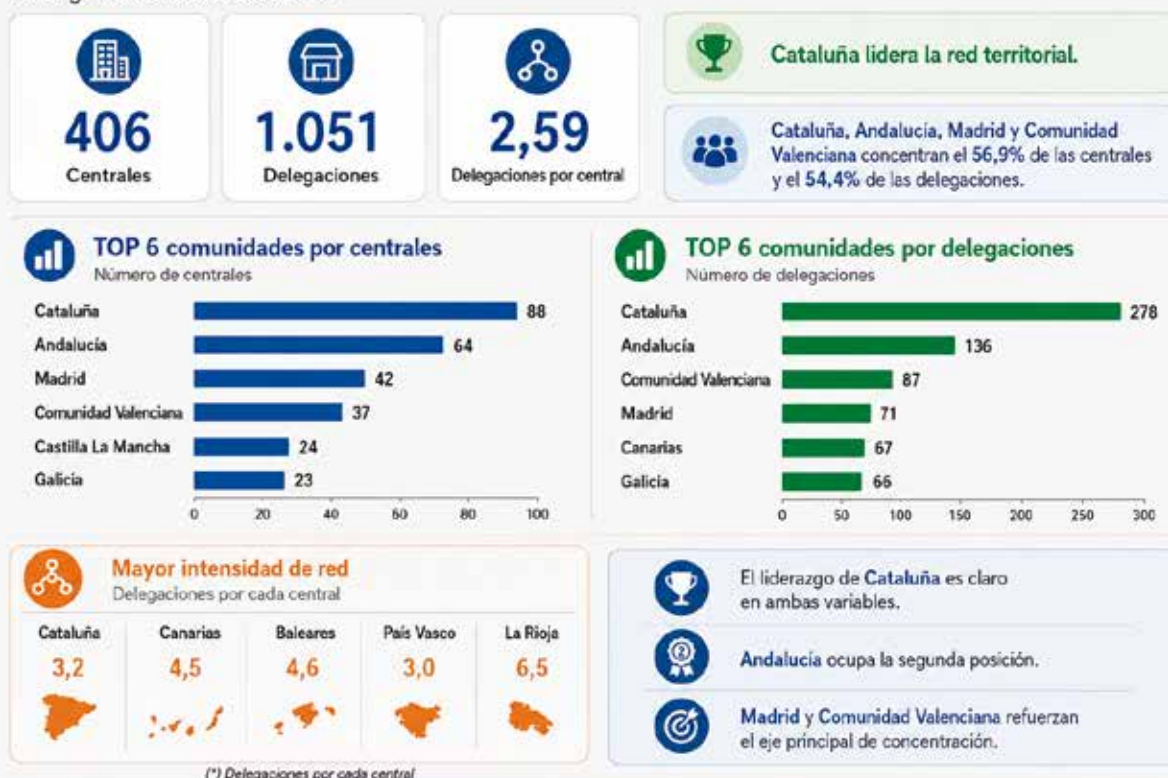 406
Centrales
1.051
Delegaciones
2,59
Delegaciones por central
Cataluña lidera la red territorial.
Cataluña, Andalucía, Madrid y Comunidad
Valenciana concentran el 56,9% de las centrales
y el 54,4% de las delegaciones.
TOP 6 comunidades por centrales
Número de centrales
Cataluña 88
Andalucía 64
Madrid 42
Comunidad Valenciana 37
Castilla La Mancha 24
Galicia 23
0 20 40 60 80 100
TOP 6 comunidades por delegaciones
Número de delegaciones
Cataluña 278
Andalucía 136
Comunidad Valenciana 87
Madrid 71
Canarias 67
Galicia 66
0 50 100 150 200 250 300
Mayor intensidad de red
Delegaciones por cada central
Cataluña Canarias Baleares País Vasco La Rioja
3,2 4,5 4,6 3,0 6,5
(*) Delegaciones por cada central
El liderazgo de Cataluña es claro
en ambas variables.
2
Andalucía ocupa la segunda posición.
Madrid y Comunidad Valenciana refuerzan
el eje principal de concentración.